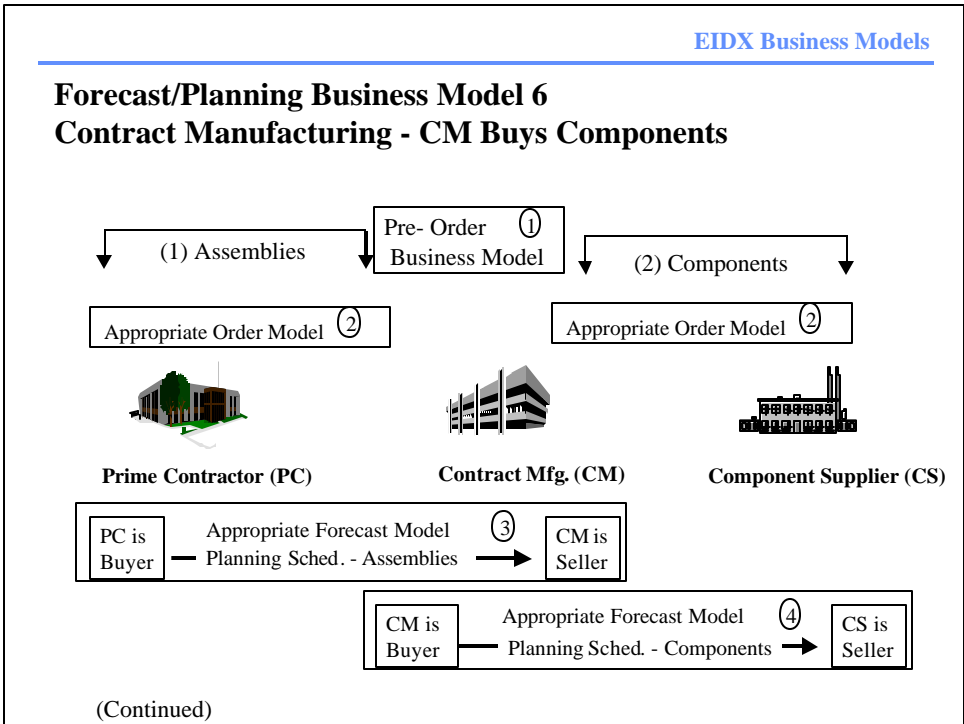 EIDX Business Models
Forecast/Planning Business Model 6
Contract Manufacturing - CM Buys Components
Pre- Order 1
Business Model
(1) Assemblies
(2) Components
Appropriate Order Model 2
Appropriate Order Model 2
Prime Contractor (PC)
Contract Mfg. (CM)
Component Supplier (CS)
PC is
Buyer
Appropriate Forecast Model 3
Planning Sched. - Assemblies
CM is
Seller
CM is
Buyer
Appropriate Forecast Model 4
Planning Sched. - Components
CS is
Seller
(Continued)